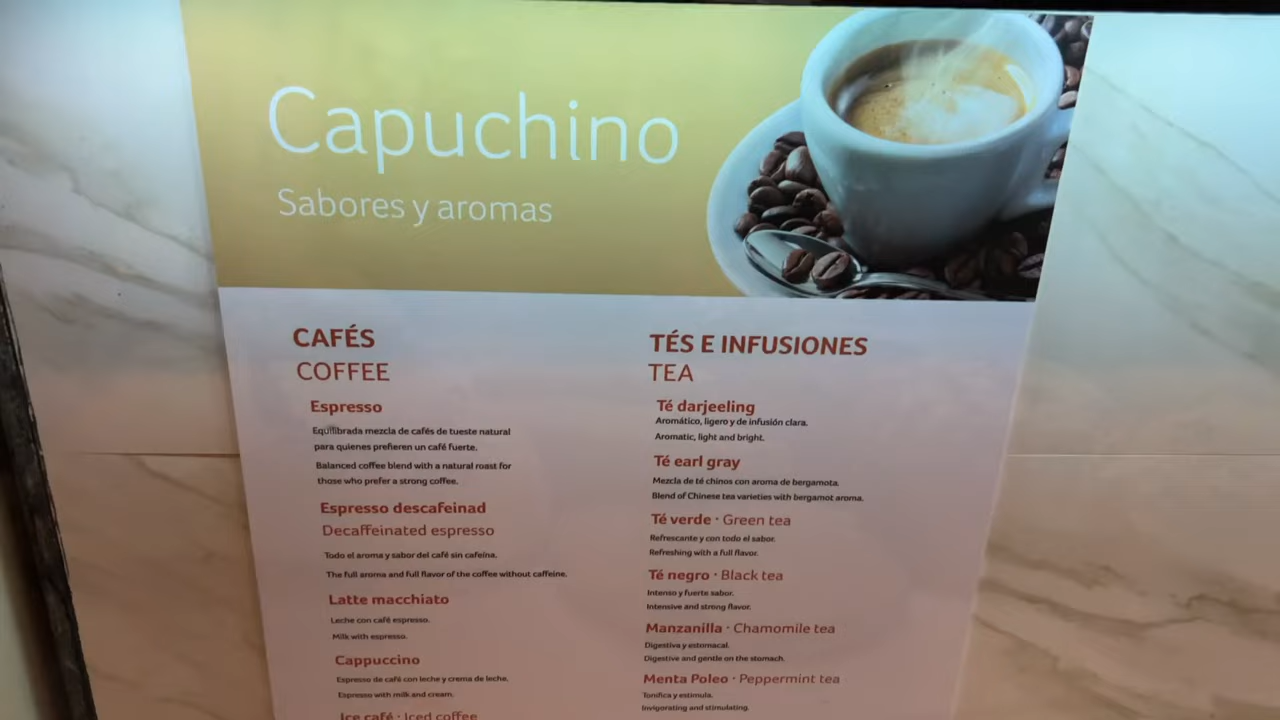 Capuchino
Sabores y aromas
CAFÉS
COFFEE
Espresso
Equilibrada mezcla de cafés de tueste natural
para quienes prefieren un café fuerte.
Balanced coffee blend with a natural roast for
those who prefer a strong coffee.
Espresso descafeinad
Decaffeinated espresso
Todo el aroma y sabor del café sin cafeína.
The full aroma and full flavor of the coffee without caffeine.
Latte macchiato
Leche con café espresso.
Milk with espresso.
Cappuccino
Espresso de café con leche y crema de leche.
Espresso with milk and cream.
Ice café · Iced coffee
TÉS E INFUSIONES
TEA
Té darjeeling
Aromático, ligero y de infusión clara.
Aromatic, light and bright.
Té earl gray
Mezcla de té chinos con aroma de bergamota.
Blend of Chinese tea varieties with bergamot aroma.
Té verde · Green tea
Refrescante y con todo el sabor.
Refreshing with a full flavor.
Té negro · Black tea
Intenso y fuerte sabor.
Intensive and strong flavor.
Manzanilla · Chamomile tea
Digestiva y estomacal.
Digestive and gentle on the stomach.
Menta Poleo · Peppermint tea
Tonifica y estimula.
Invigorating and stimulating.